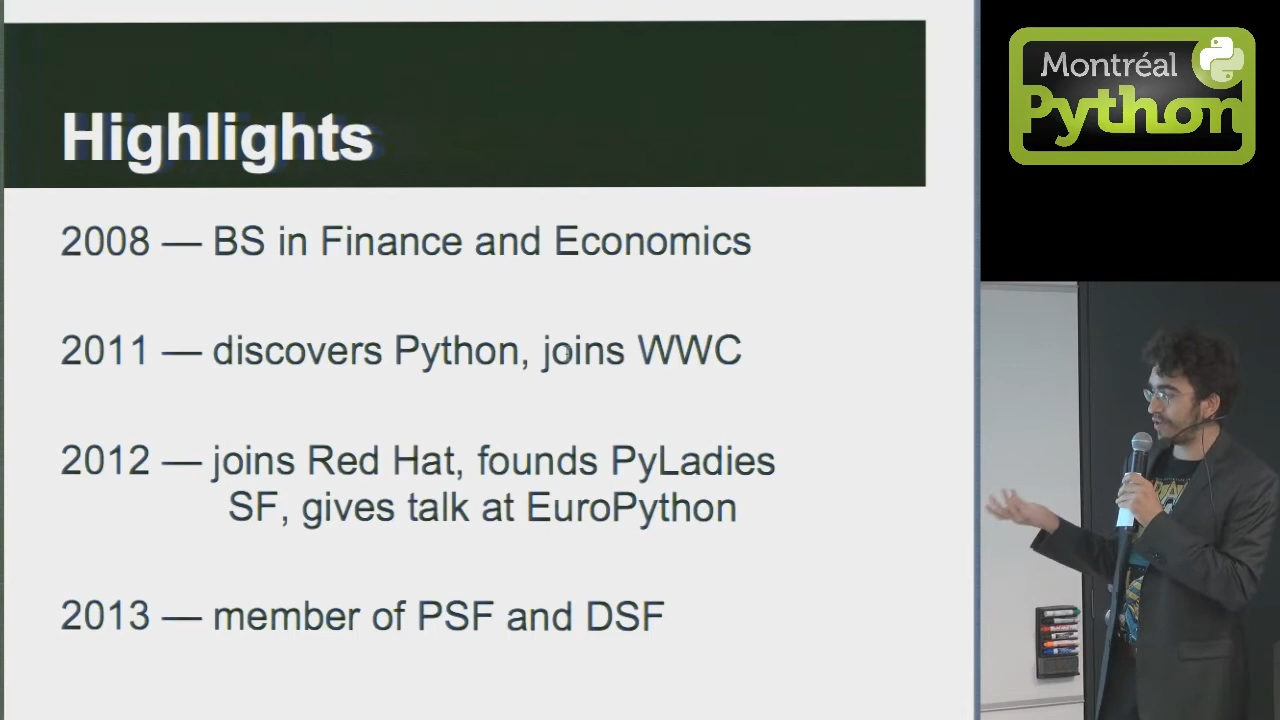 Highlights
2008 — BS in Finance and Economics
2011 — discovers Python, joins WWC
2012 — joins Red Hat, founds PyLadies
SF, gives talk at EuroPython
2013 — member of PSF and DSF
Montréal
Python